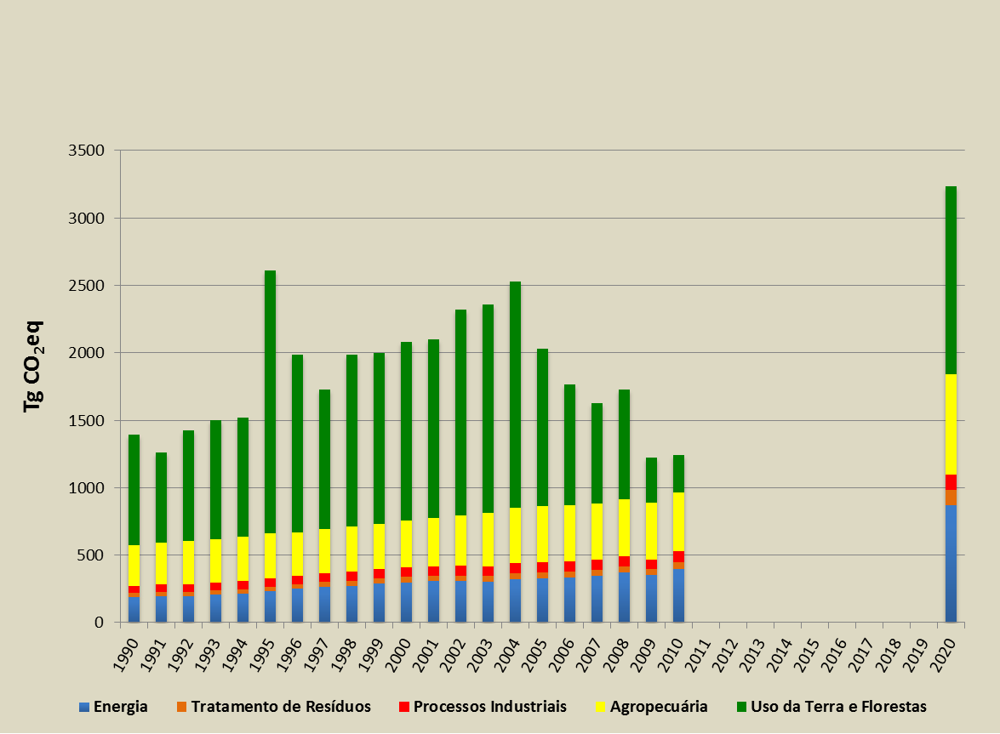 3500
3000
2500
2000
1500
1000
500
0
Tg CO₂eq
1990 1991 1992 1993 1994 1995 1996 1997 1998 1999 2000 2001 2002 2003 2004 2005 2006 2007 2008 2009 2010 2011 2012 2013 2014 2015 2016 2017 2018 2019 2020
Energia Tratamento de Resíduos Processos Industriais Agropecuária Uso da Terra e Florestas